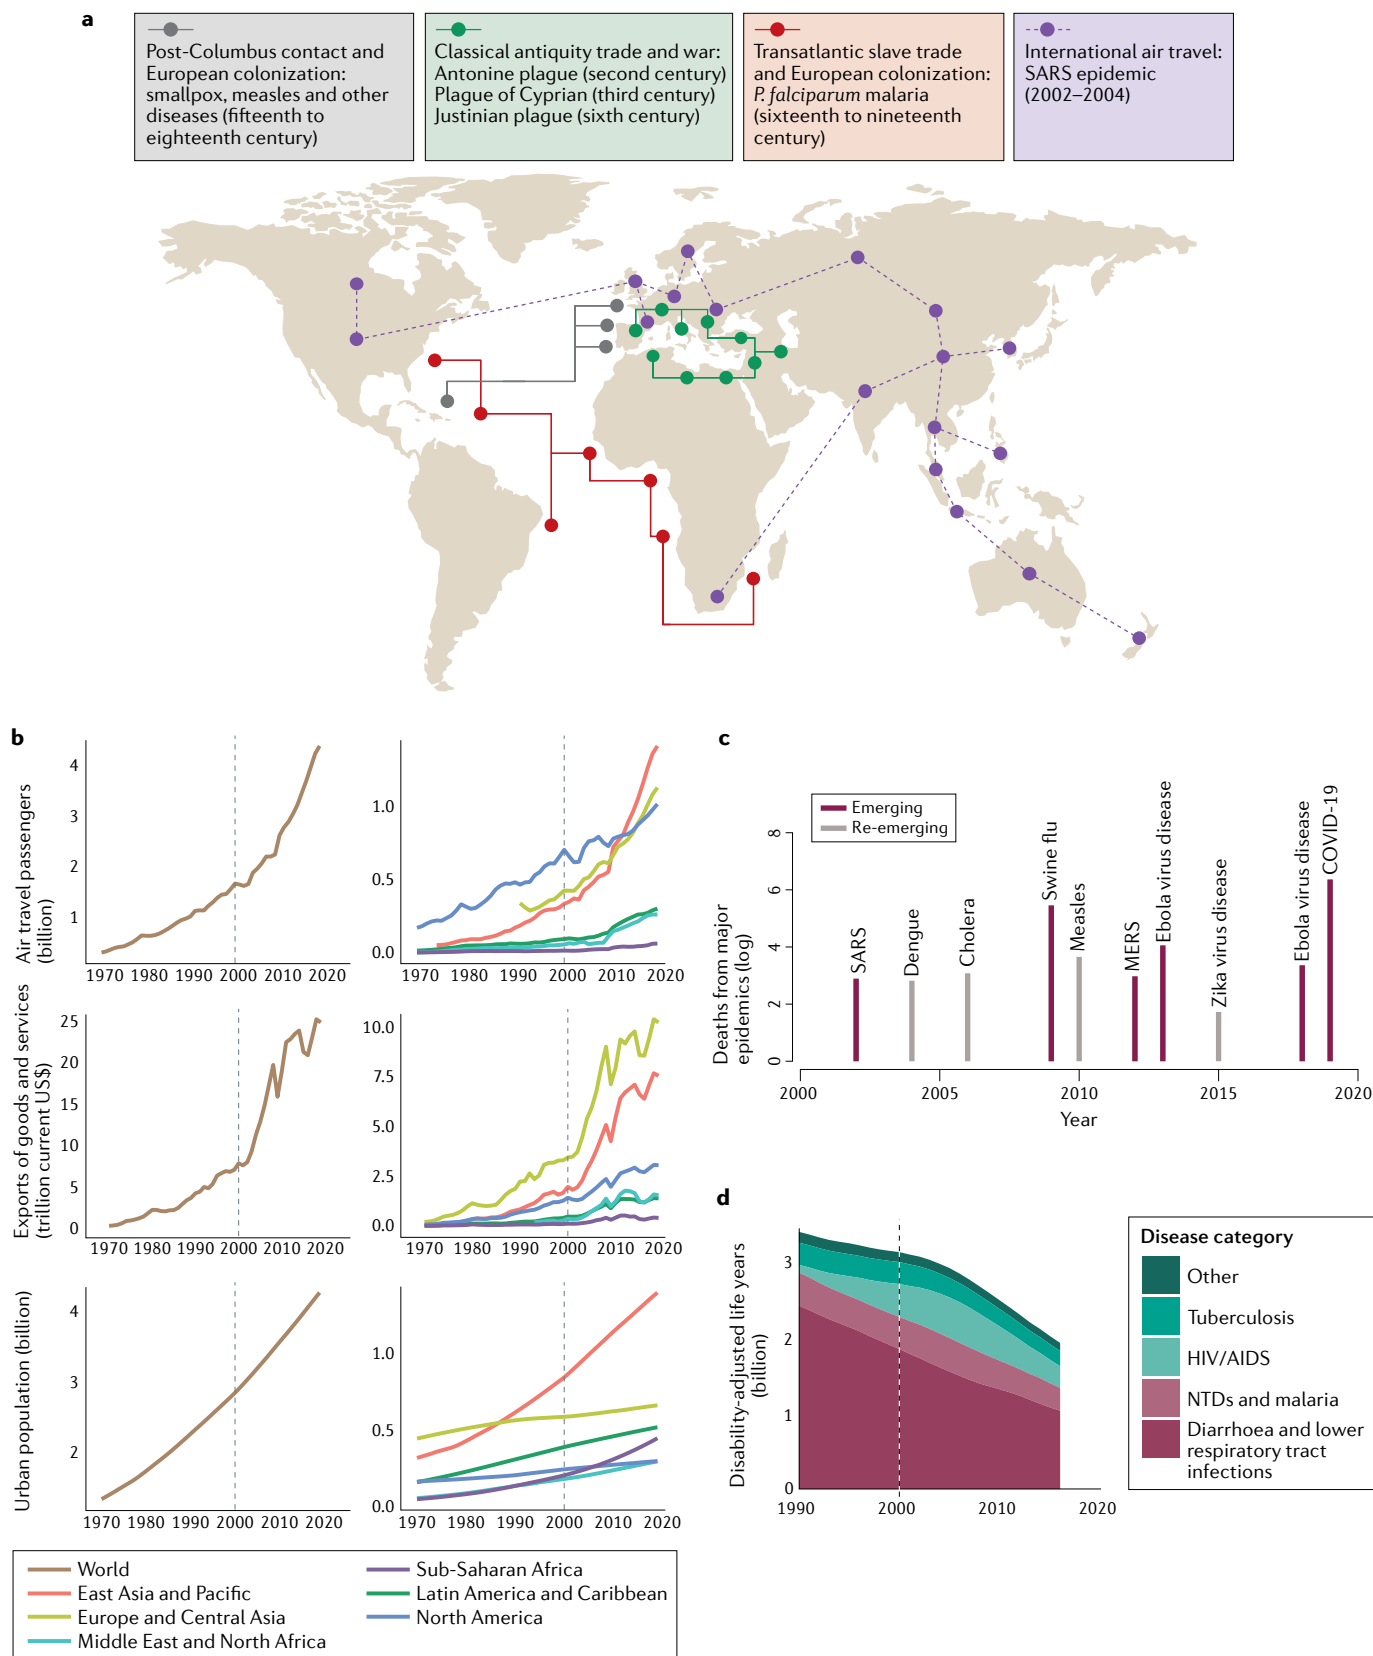 a
Post-Columbus contact and
European colonization:
smallpox, measles and other
diseases (fifteenth to
eighteenth century)
Classical antiquity trade and war:
Antonine plague (second century)
Plague of Cyprian (third century)
Justinian plague (sixth century)
Transatlantic slave trade
and European colonization:
P. falciparum malaria
(sixteenth to nineteenth
century)
International air travel:
SARS epidemic
(2002–2004)
b
Air travel passengers
(billion)
4
3
2
1
1970 1980 1990 2000 2010 2020
1.0
0.5
0.0
1970 1980 1990 2000 2010 2020
Exports of goods and services
(trillion current US$)
25
20
15
10
5
0
1970 1980 1990 2000 2010 2020
10.0
7.5
5.0
2.5
0.0
1970 1980 1990 2000 2010 2020
Urban population (billion)
4
3
2
1970 1980 1990 2000 2010 2020
1.0
0.5
0.0
1970 1980 1990 2000 2010 2020
World
East Asia and Pacific
Europe and Central Asia
Middle East and North Africa
Sub-Saharan Africa
Latin America and Caribbean
North America
c
Emerging
Re-emerging
Deaths from major
epidemics (log)
8
6
4
2
0
SARS
Dengue
Cholera
Swine flu
Measles
MERS
Ebola virus disease
Zika virus disease
Ebola virus disease
COVID-19
2000 2005 2010 2015 2020
Year
d
Disability-adjusted life years
(billion)
3
2
1
0
1990 2000 2010 2020
Disease category
Other
Tuberculosis
HIV/AIDS
NTDs and malaria
Diarrhoea and lower
respiratory tract
infections